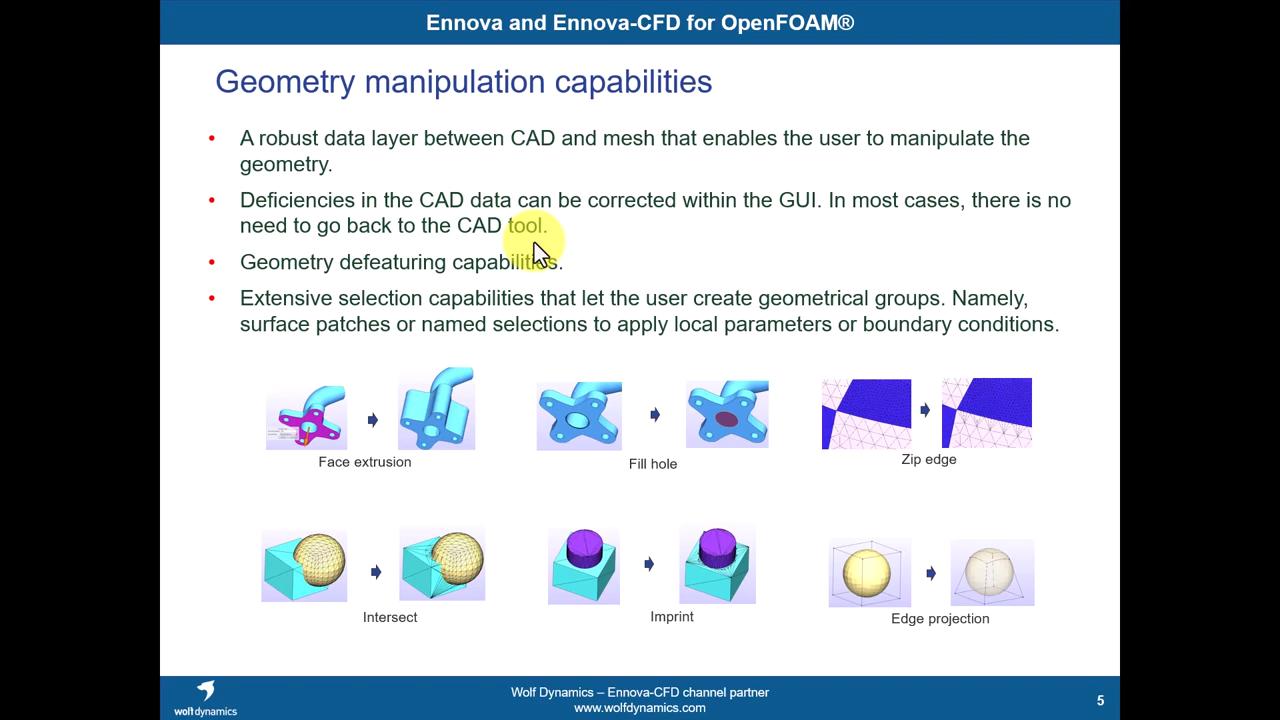 Ennova and Ennova-CFD for OpenFOAM®
Geometry manipulation capabilities
• A robust data layer between CAD and mesh that enables the user to manipulate the
geometry.
• Deficiencies in the CAD data can be corrected within the GUI. In most cases, there is no
need to go back to the CAD tool.
• Geometry defeaturing capabilities.
• Extensive selection capabilities that let the user create geometrical groups. Namely,
surface patches or named selections to apply local parameters or boundary conditions.
Face extrusion
Fill hole
Zip edge
Intersect
Imprint
Edge projection
wolf dynamics
Wolf Dynamics – Ennova-CFD channel partner
www.wolfdynamics.com
5